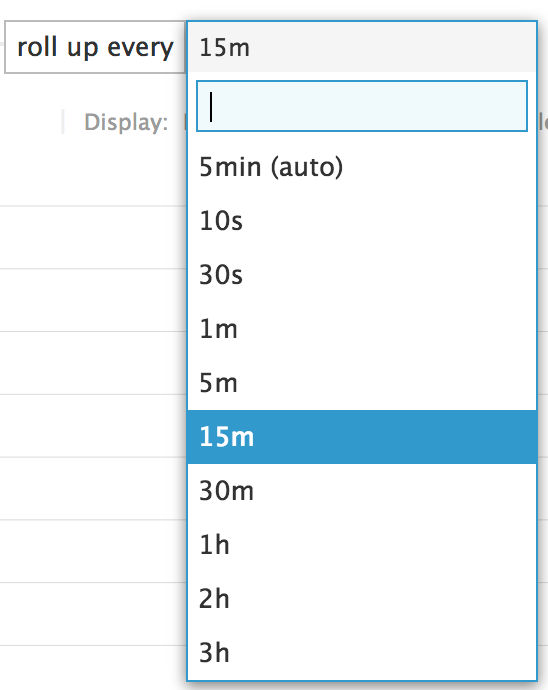 roll up every 15m
Display:
5min (auto)
10s
30s
1m
5m
15m
30m
1h
2h
3h